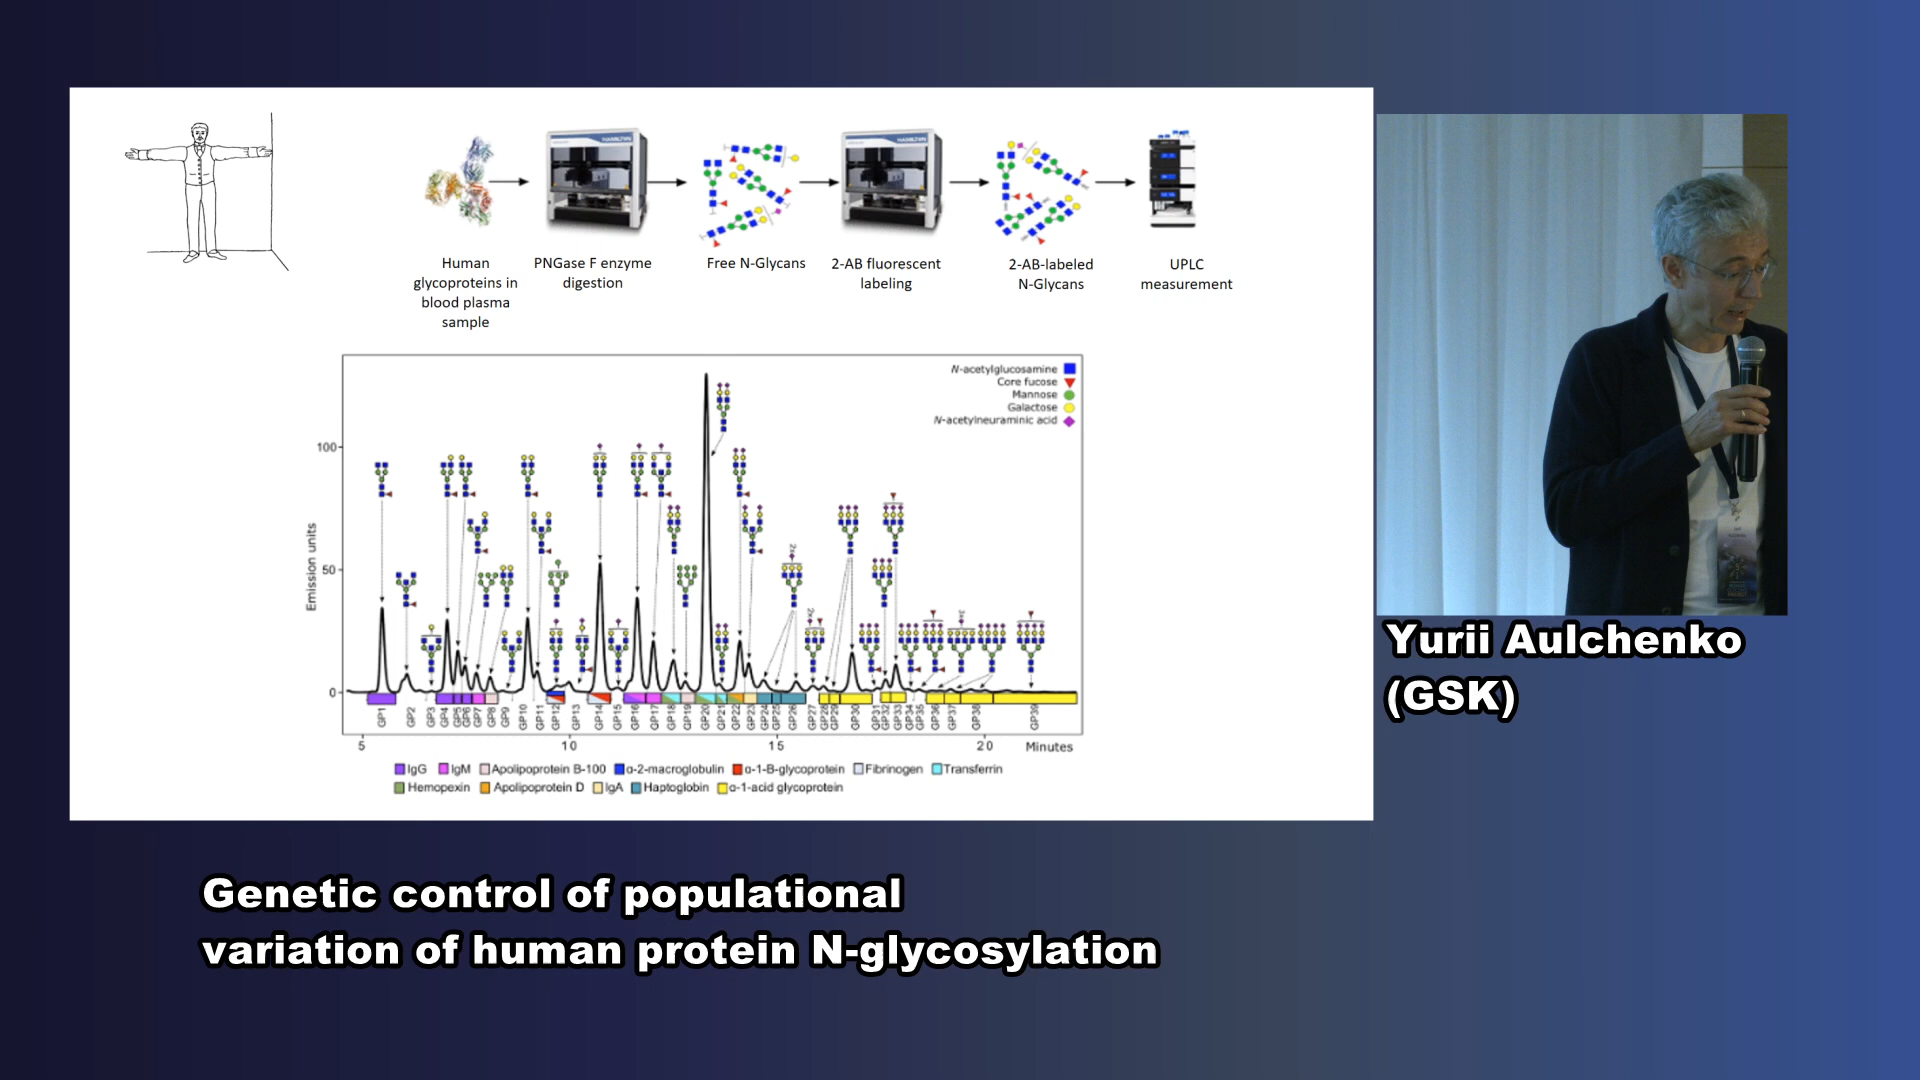 Human
glycoproteins in
blood plasma
sample
PNGase F enzyme
digestion
Free N-Glycans
2-AB fluorescent
labeling
2-AB-labeled
N-Glycans
UPLC
measurement
N-acetylglucosamine
Core fucose
Mannose
Galactose
N-acetylneuraminic acid
Emission units
100
50
0
2x
2x
3x
GP1
GP2
GP3
GP4
GP5
GP6
GP7
GP8
GP9
GP10
GP11
GP12
GP13
GP14
GP15
GP16
GP17
GP18
GP19
GP20
GP21
GP22
GP23
GP24
GP25
GP26
GP27
GP28
GP29
GP30
GP31
GP32
GP33
GP34
GP35
GP36
GP37
GP38
GP39
5 10 15 20 Minutes
IgG IgM Apolipoprotein B-100 α-2-macroglobulin α-1-B-glycoprotein Fibrinogen Transferrin
Hemopexin Apolipoprotein D IgA Haptoglobin α-1-acid glycoprotein
Yurii Aulchenko
(GSK)
Genetic control of populational
variation of human protein N-glycosylation